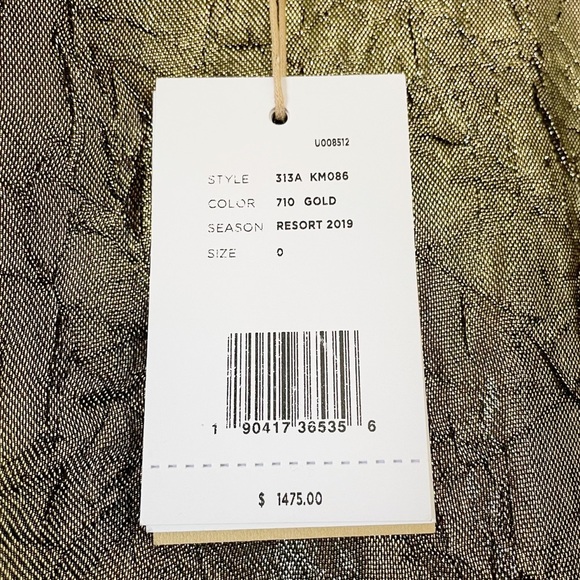 U008512
STYLE 313A KM086
COLOR 710 GOLD
SEASON RESORT 2019
SIZE 0
1 90417 36535 6
$ 1475.00